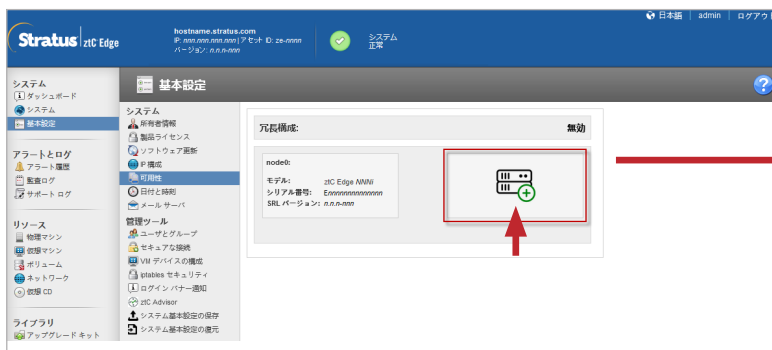 日本語 | admin | ログアウト
Stratus ztC Edge
hostname.stratus.com
IP: nnn.nnn.nnn.nnn | アセット ID: ze-nnnn
バージョン: n.n.n-nnn
システム
正常
システム
ダッシュボード
システム
基本設定
アラートとログ
アラート履歴
監査ログ
サポート ログ
リソース
物理マシン
仮想マシン
ボリューム
ネットワーク
仮想 CD
ライブラリ
アップグレード キット
基本設定
?
システム
所有者情報
製品ライセンス
ソフトウェア更新
IP 構成
可用性
日付と時刻
メール サーバ
管理ツール
ユーザとグループ
セキュアな接続
VM デバイスの構成
iptables セキュリティ
ログイン バナー通知
ztC Advisor
システム基本設定の保存
システム基本設定の復元
冗長構成: 無効
node0:
モデル: ztC Edge NNNi
シリアル番号: Ennnnnnnnnnnnn
SRL バージョン: n.n.n-nnn